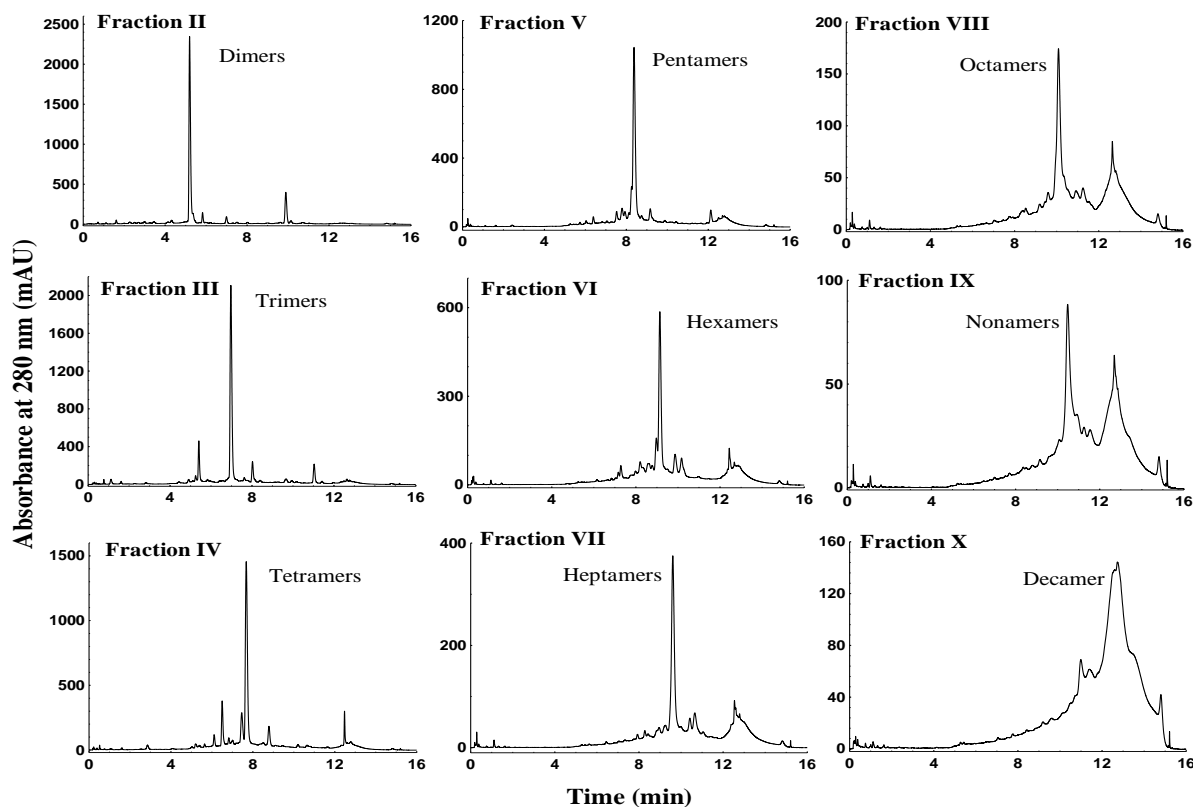 Absorbance at 280 nm (mAU)
Fraction II
Dimers
2500
2000
1500
1000
500
0
0 4 8 12 16
Fraction V
Pentamers
1200
800
400
0
0 4 8 12 16
Fraction VIII
Octamers
200
150
100
50
0
0 4 8 12 16
Fraction III
Trimers
2000
1600
1200
800
400
0
0 4 8 12 16
Fraction VI
Hexamers
600
300
0
0 4 8 12 16
Fraction IX
Nonamers
100
50
0
0 4 8 12 16
Fraction IV
Tetramers
1500
1000
500
0
0 4 8 12 16
Fraction VII
Heptamers
400
200
0
0 4 8 12 16
Fraction X
Decamer
160
120
80
40
0
0 4 8 12 16
Time (min)